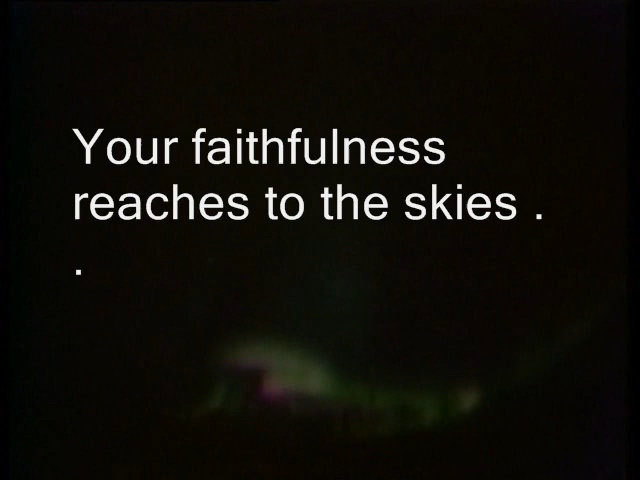 Your faithfulness
reaches to the skies .
.